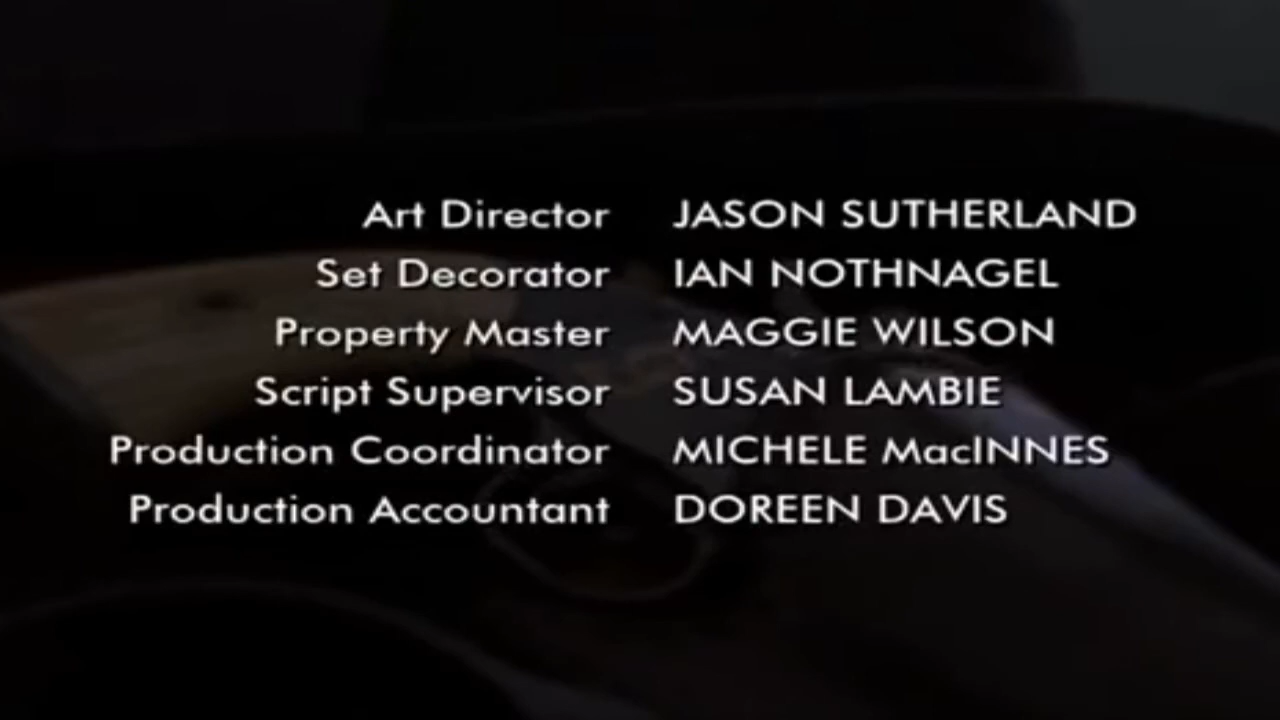 Art Director JASON SUTHERLAND
Set Decorator IAN NOTHNAGEL
Property Master MAGGIE WILSON
Script Supervisor SUSAN LAMBIE
Production Coordinator MICHELE MacINNES
Production Accountant DOREEN DAVIS